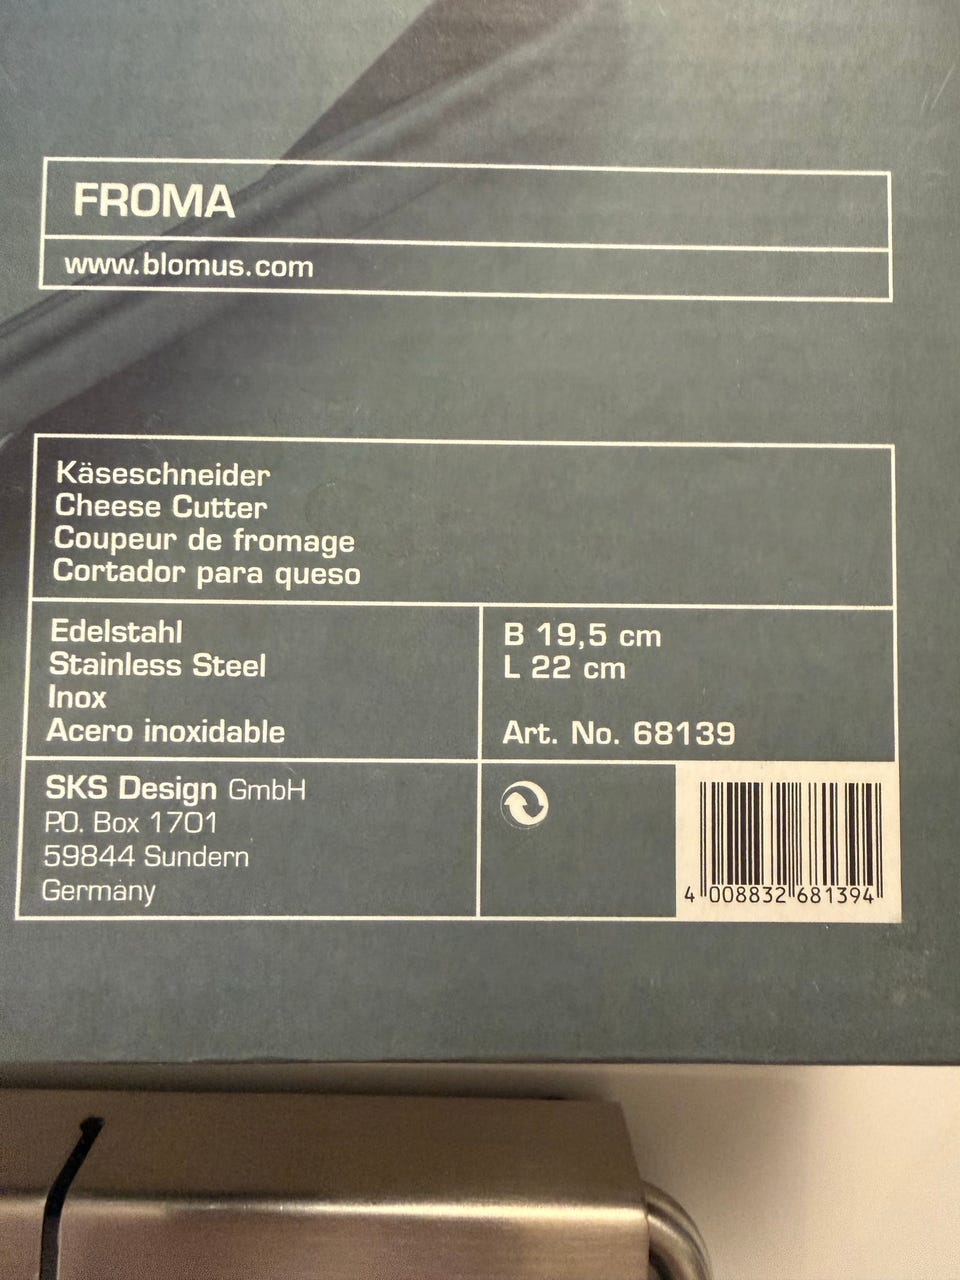 FROMA
www.blomus.com
Käseschneider
Cheese Cutter
Coupeur de fromage
Cortador para queso
Edelstahl
Stainless Steel
Inox
Acero inoxidable
B 19,5 cm
L 22 cm
Art. No. 68139
SKS Design GmbH
P.O. Box 1701
59844 Sundern
Germany
4 008832 681394